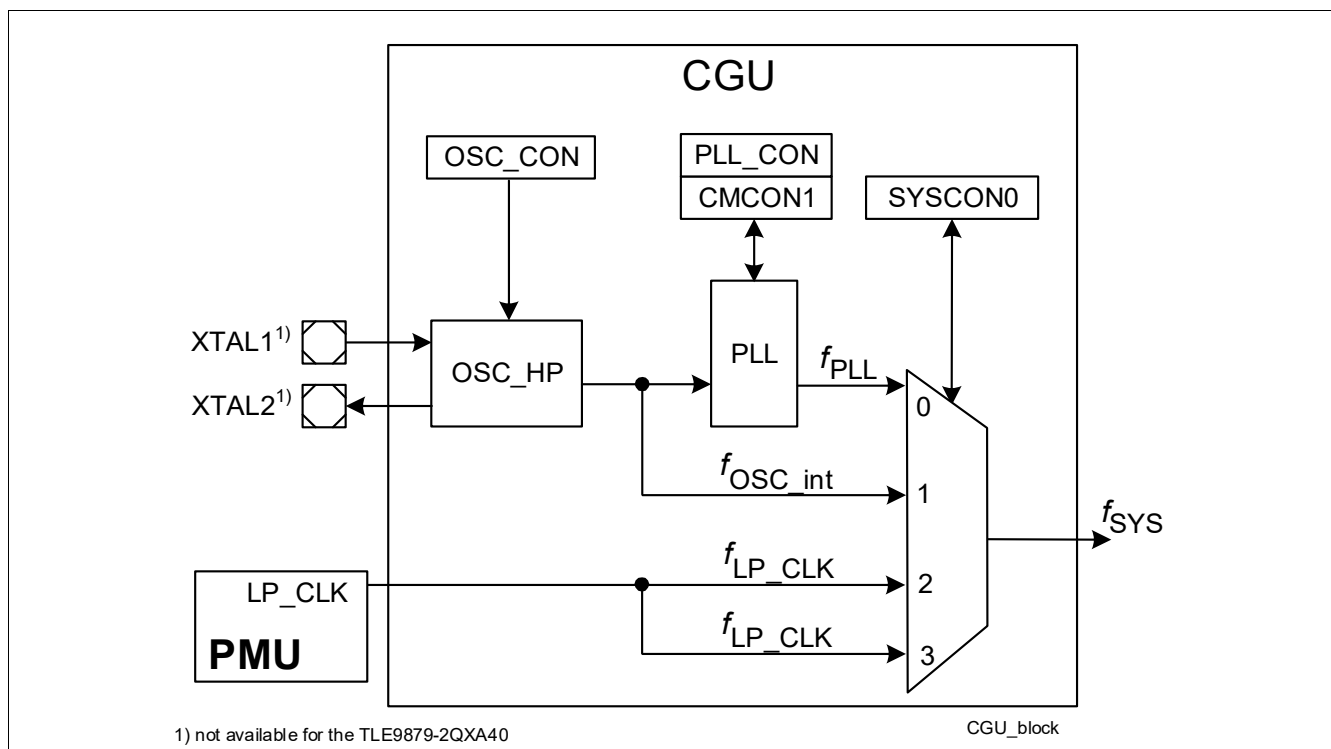 CGU
OSC_CON
PLL_CON
CMCON1
SYSCON0
XTAL1¹⁾
OSC_HP
PLL
fPLL
0
XTAL2¹⁾
fOSC_int
1
fSYS
LP_CLK
fLP_CLK
2
PMU
fLP_CLK
3
1) not available for the TLE9879-2QXA40
CGU_block